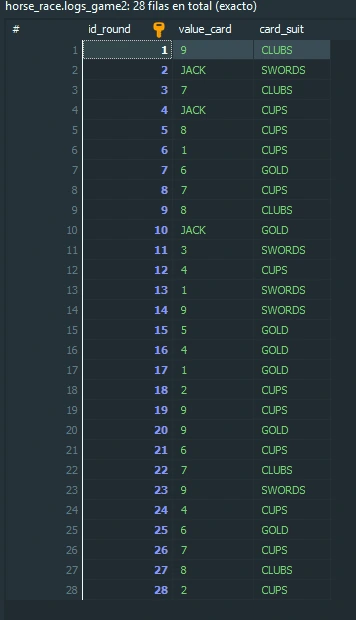 horse_race.logs_game2: 28 filas en total (exacto)
# id_round value_card card_suit
1 1 9 CLUBS
2 2 JACK SWORDS
3 3 7 CLUBS
4 4 JACK CUPS
5 5 8 CUPS
6 6 1 CUPS
7 7 6 GOLD
8 8 7 CUPS
9 9 8 CLUBS
10 10 JACK GOLD
11 11 3 SWORDS
12 12 4 CUPS
13 13 1 SWORDS
14 14 9 SWORDS
15 15 5 GOLD
16 16 4 GOLD
17 17 1 GOLD
18 18 2 CUPS
19 19 9 CUPS
20 20 9 GOLD
21 21 6 CUPS
22 22 7 CLUBS
23 23 9 SWORDS
24 24 4 CUPS
25 25 6 GOLD
26 26 7 CUPS
27 27 8 CLUBS
28 28 2 CUPS